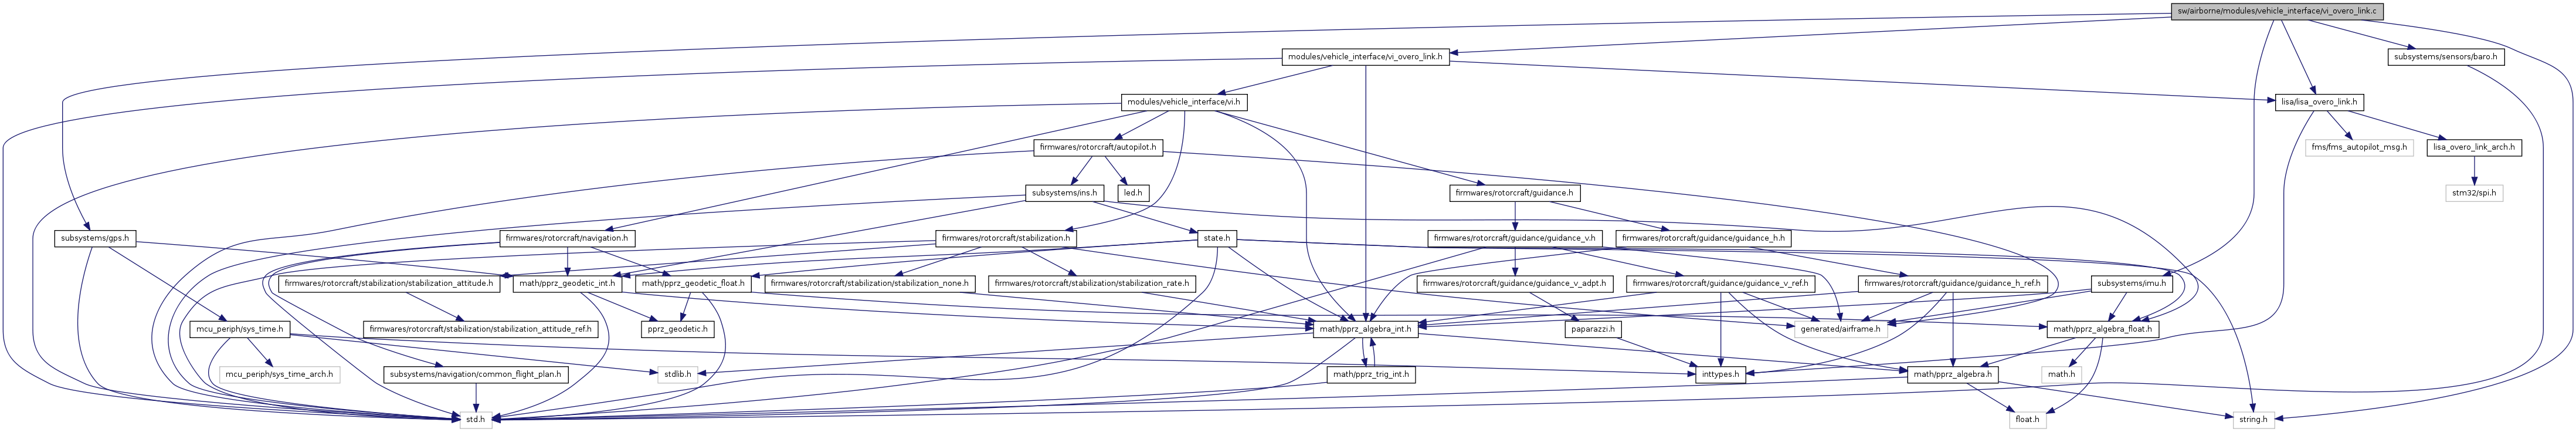 sw/airborne/modules/vehicle_interface/vi_overo_link.c
modules/vehicle_interface/vi_overo_link.h
subsystems/sensors/baro.h
modules/vehicle_interface/vi.h
lisa/lisa_overo_link.h
firmwares/rotorcraft/autopilot.h
fms/fms_autopilot_msg.h
lisa_overo_link_arch.h
subsystems/ins.h
led.h
firmwares/rotorcraft/guidance.h
stm32/spi.h
subsystems/gps.h
firmwares/rotorcraft/navigation.h
firmwares/rotorcraft/stabilization.h
state.h
firmwares/rotorcraft/guidance/guidance_v.h
firmwares/rotorcraft/guidance/guidance_h.h
firmwares/rotorcraft/stabilization/stabilization_attitude.h
math/pprz_geodetic_int.h
math/pprz_geodetic_float.h
firmwares/rotorcraft/stabilization/stabilization_none.h
firmwares/rotorcraft/stabilization/stabilization_rate.h
firmwares/rotorcraft/guidance/guidance_v_adpt.h
firmwares/rotorcraft/guidance/guidance_v_ref.h
firmwares/rotorcraft/guidance/guidance_h_ref.h
subsystems/imu.h
mcu_periph/sys_time.h
firmwares/rotorcraft/stabilization/stabilization_attitude_ref.h
pprz_geodetic.h
math/pprz_algebra_int.h
paparazzi.h
generated/airframe.h
math/pprz_algebra_float.h
mcu_periph/sys_time_arch.h
subsystems/navigation/common_flight_plan.h
stdlib.h
math/pprz_trig_int.h
inttypes.h
math/pprz_algebra.h
math.h
std.h
float.h
string.h